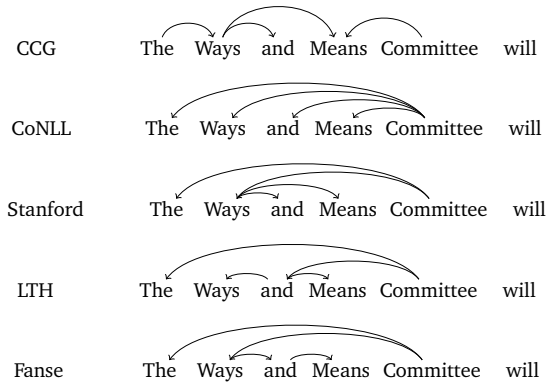 CCG The Ways and Means Committee will
CoNLL The Ways and Means Committee will
Stanford The Ways and Means Committee will
LTH The Ways and Means Committee will
Fanse The Ways and Means Committee will